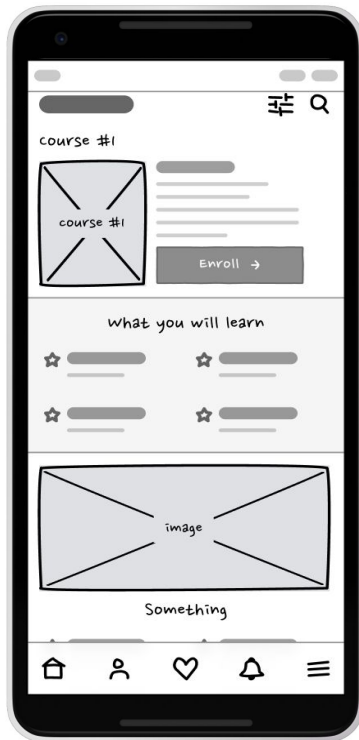 course #1
course #1
Enroll →
What you will learn
image
Something